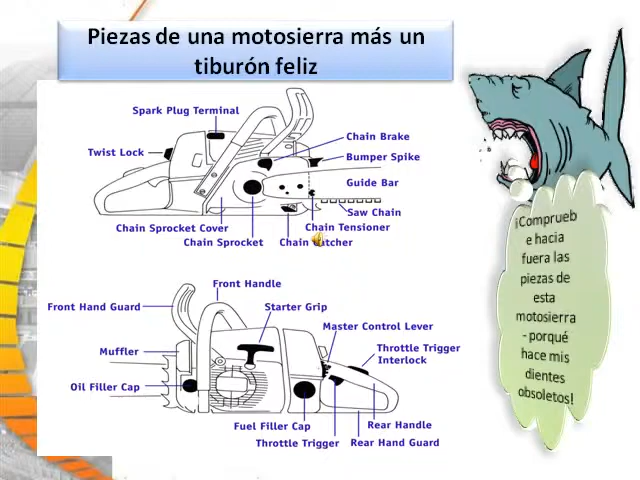 Piezas de una motosierra más un
tiburón feliz
Spark Plug Terminal
Twist Lock
Chain Brake
Bumper Spike
Guide Bar
Saw Chain
Chain Tensioner
Chain Sprocket Cover
Chain Sprocket
Chain Catcher
Front Handle
Front Hand Guard
Starter Grip
Master Control Lever
Muffler
Throttle Trigger
Interlock
Oil Filler Cap
Fuel Filler Cap
Rear Handle
Throttle Trigger
Rear Hand Guard
¡Comprueb
e hacia
fuera las
piezas de
esta
motosierra
- porqué
hace mis
dientes
obsoletos!